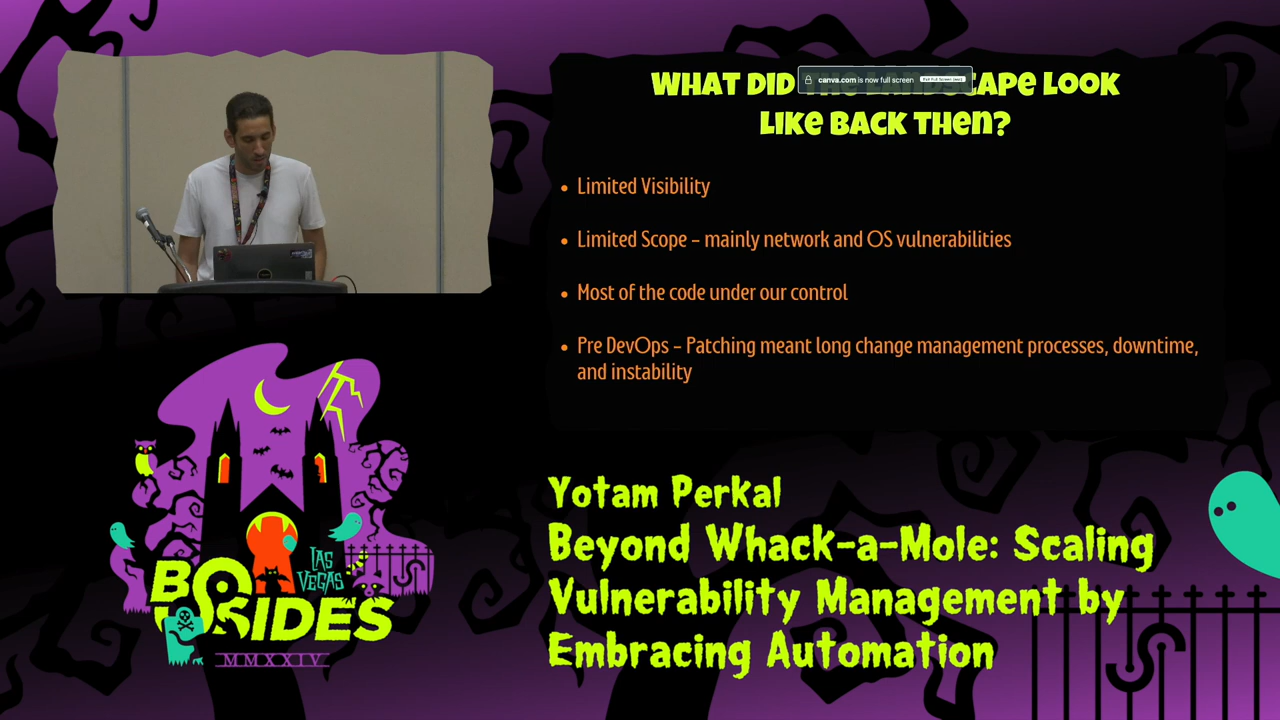 WHAT DID THE LANDSCAPE LOOK
LIKE BACK THEN?
canva.com is now full screen
• Limited Visibility
• Limited Scope – mainly network and OS vulnerabilities
• Most of the code under our control
• Pre DevOps – Patching meant long change management processes, downtime,
and instability
LAS
VEGAS
BSIDES
MMXXIV
Yotam Perkal
Beyond Whack-a-Mole: Scaling
Vulnerability Management by
Embracing Automation